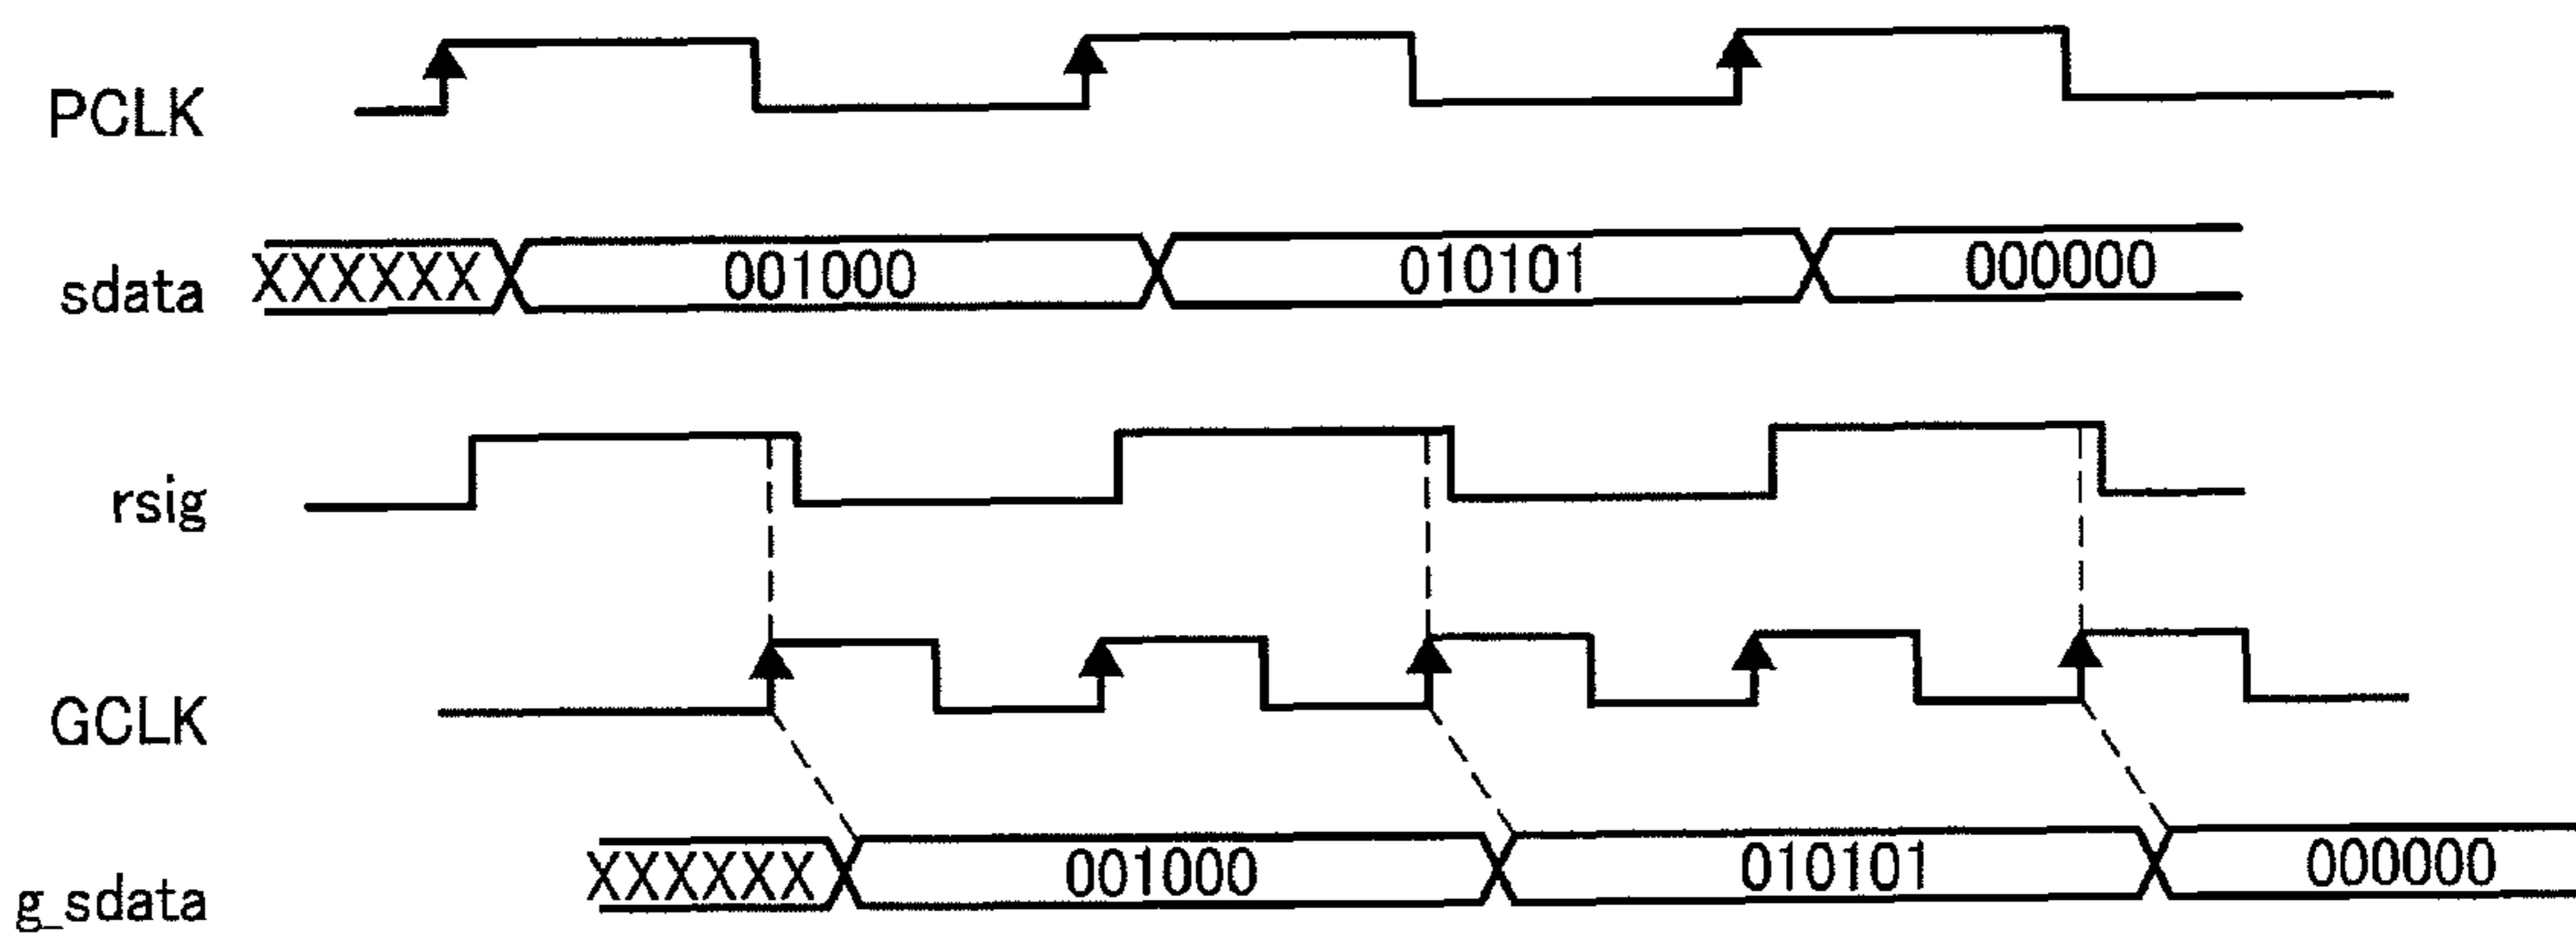 PCLK
sdata XXXXXX 001000 010101 000000
rsig
GCLK
g_sdata XXXXXX 001000 010101 000000